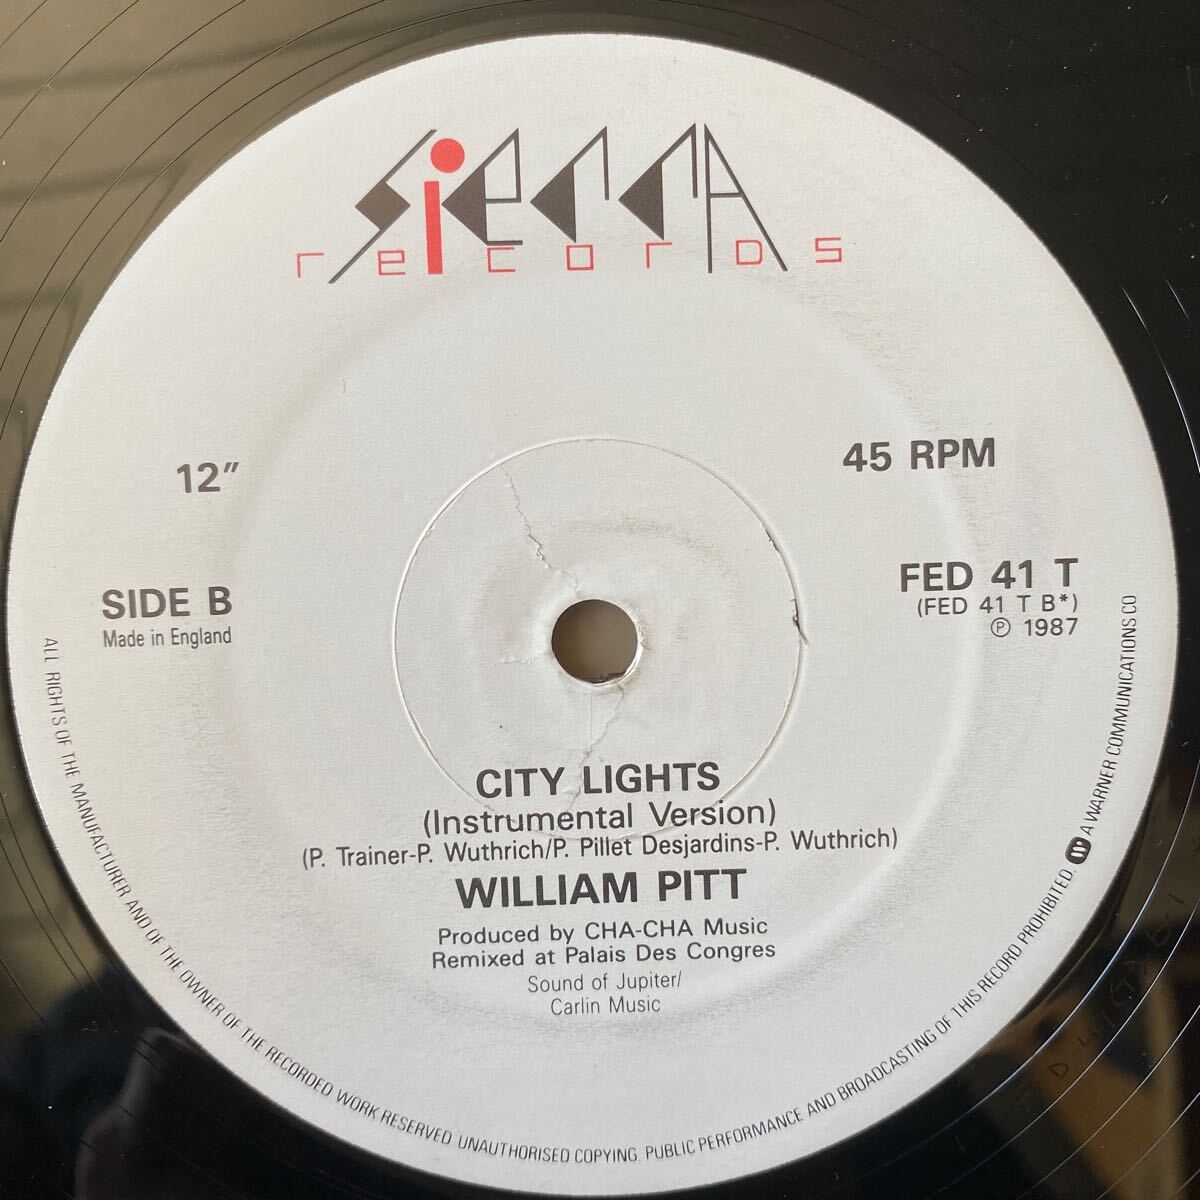 SIERRA
records
12"
45 RPM
SIDE B
Made in England
FED 41 T
(FED 41 T B*)
℗ 1987
CITY LIGHTS
(Instrumental Version)
(P. Trainer-P. Wuthrich/P. Pillet Desjardins-P. Wuthrich)
WILLIAM PITT
Produced by CHA-CHA Music
Remixed at Palais Des Congres
Sound of Jupiter/
Carlin Music
ALL RIGHTS OF THE MANUFACTURER AND OF THE OWNER OF THE RECORDED WORK RESERVED UNAUTHORISED COPYING. PUBLIC PERFORMANCE AND BROADCASTING OF THIS RECORD PROHIBITED. A WARNER COMMUNICATIONS CO